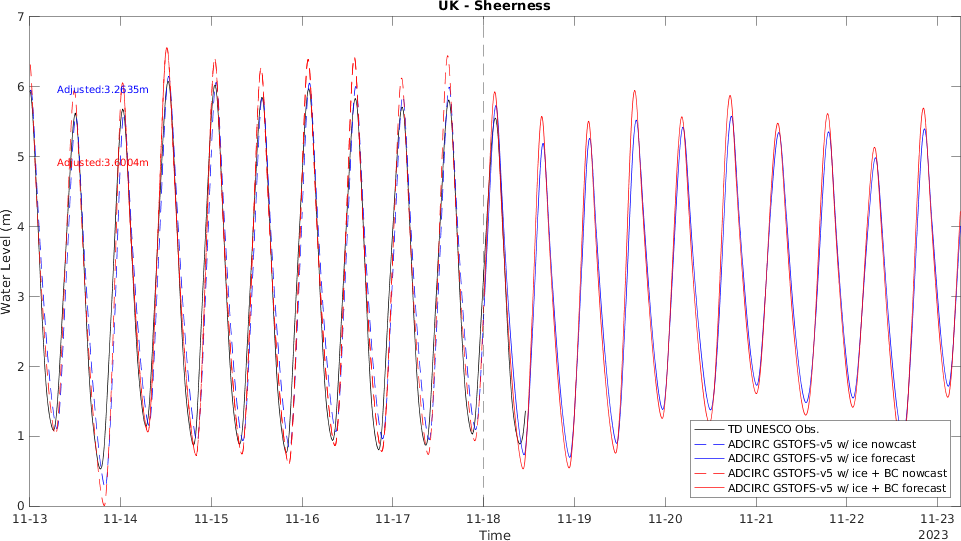 UK - Sheerness
7
6
5
4
3
2
1
0
Water Level (m)
Adjusted:3.2635m
Adjusted:3.6004m
TD UNESCO Obs.
ADCIRC GSTOFS-v5 w/ ice nowcast
ADCIRC GSTOFS-v5 w/ ice forecast
ADCIRC GSTOFS-v5 w/ ice + BC nowcast
ADCIRC GSTOFS-v5 w/ ice + BC forecast
11-13 11-14 11-15 11-16 11-17 11-18 11-19 11-20 11-21 11-22 11-23
Time
2023